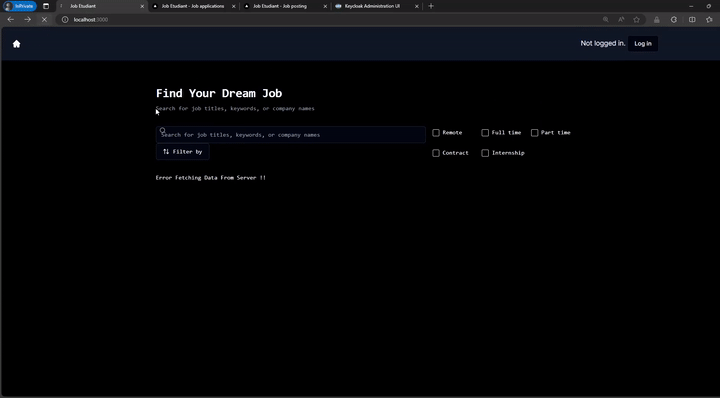 InPrivate
Job Etudiant
Job Etudiant - Job applications
Job Etudiant - Job posting
Keycloak Administration UI
localhost:3000
Not logged in.
Log in
Find Your Dream Job
Search for job titles, keywords, or company names
Search for job titles, keywords, or company names
Remote
Full time
Part time
Filter by
Contract
Internship
Error Fetching Data From Server !!